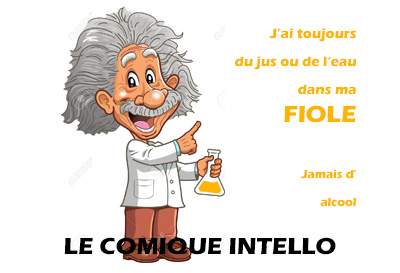 J'ai toujours
du jus ou de l'eau
dans ma
FIOLE
Jamais d'
alcool
LE COMIQUE INTELLO